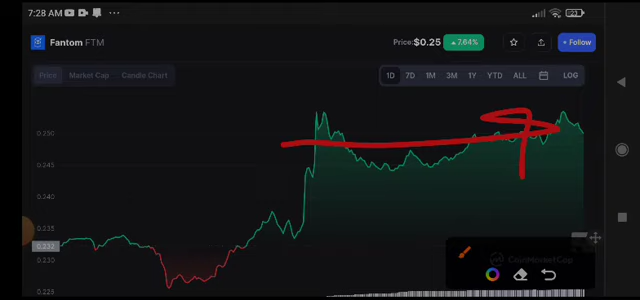 7:28 AM
23
Fantom FTM
Price: $0.25
7.64%
+ Follow
Price Market Cap Candle Chart
1D 7D 1M 3M 1Y YTD ALL LOG
0.250
0.245
0.240
0.235
0.232
0.230
0.225
CoinMarketCap